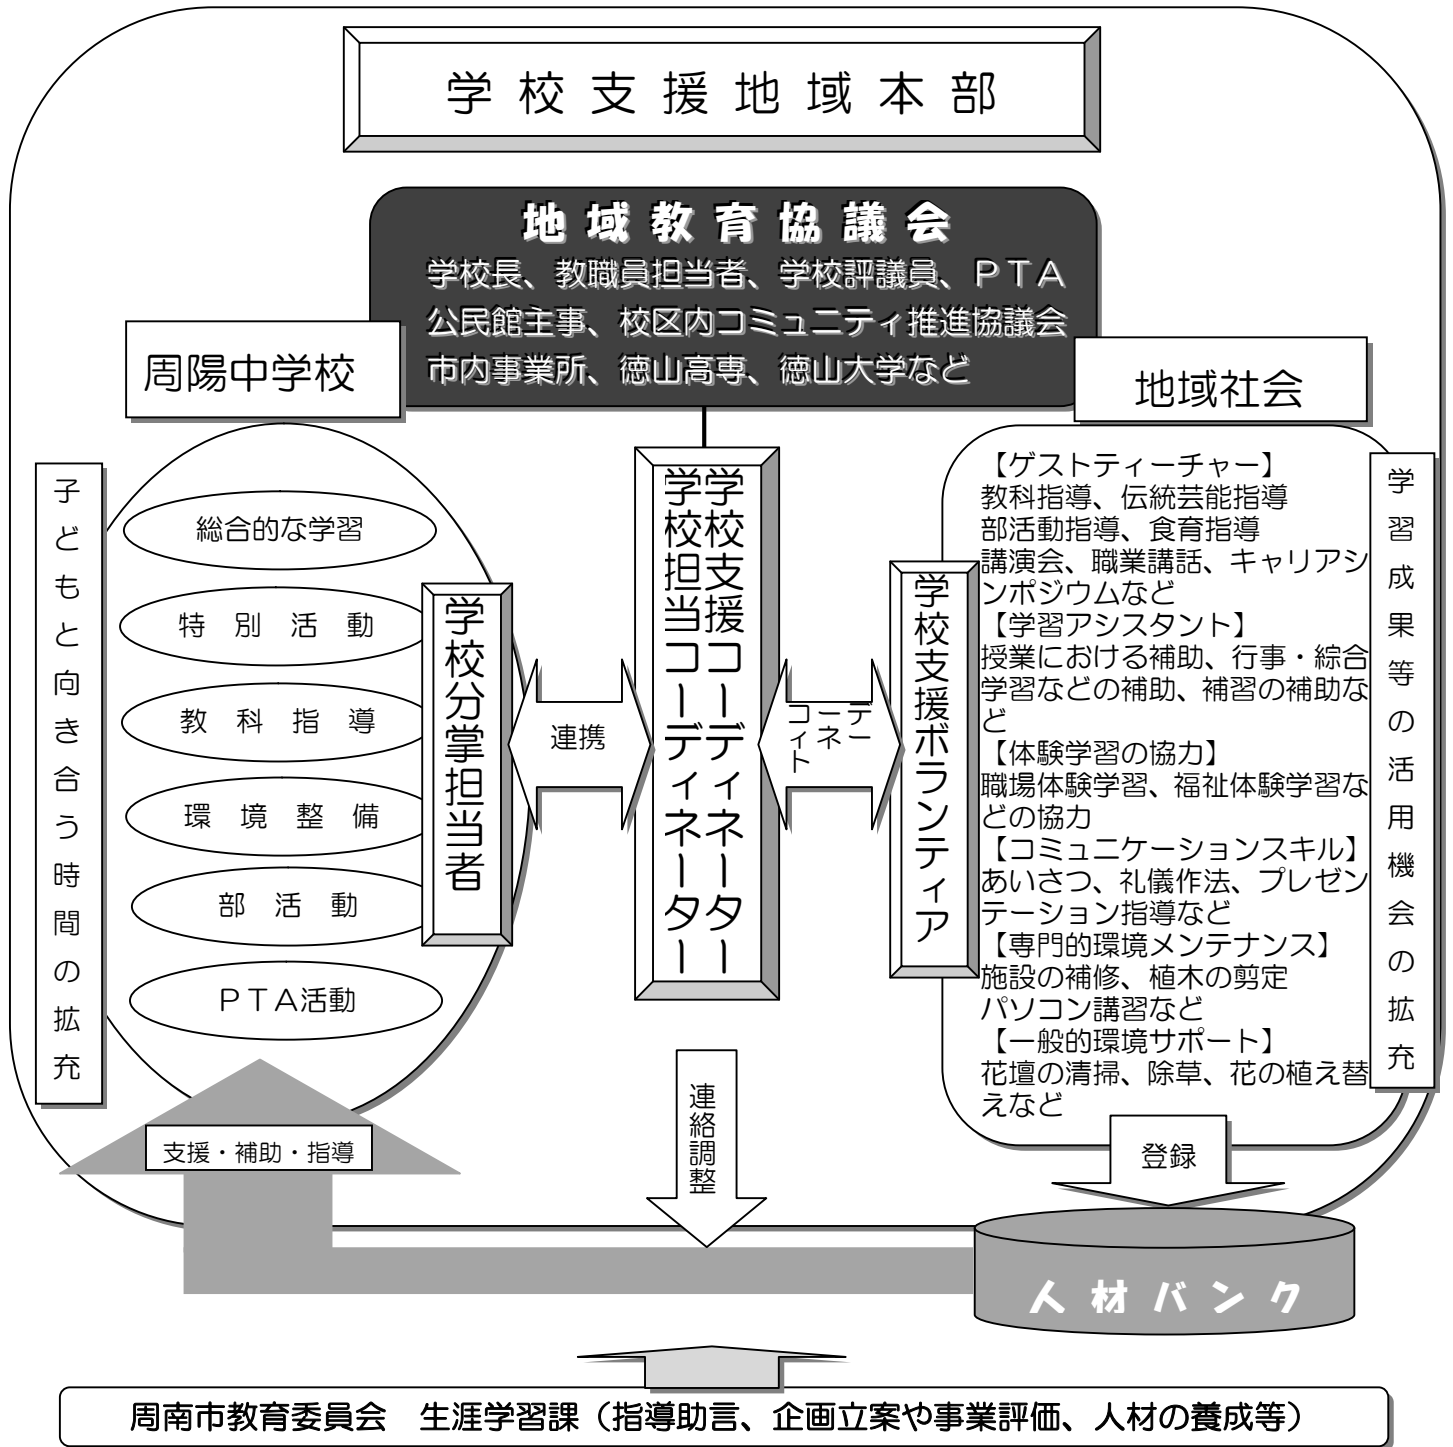 学校支援地域本部
地域教育協議会
学校長、教職員担当者、学校評議員、ＰＴＡ
公民館主事、校区内コミュニティ推進協議会
市内事業所、徳山高専、徳山大学など
周陽中学校
地域社会
子どもと向き合う時間の拡充
総合的な学習
特別活動
教科指導
環境整備
部活動
ＰＴＡ活動
学校分掌担当者
連携
学校支援コーディネーター
学校担当コーディネーター
コーディネート
学校支援ボランティア
【ゲストティーチャー】
教科指導、伝統芸能指導
部活動指導、食育指導
講演会、職業講話、キャリアシ
ンポジウムなど
【学習アシスタント】
授業における補助、行事・綜合
学習などの補助、補習の補助な
ど
【体験学習の協力】
職場体験学習、福祉体験学習な
どの協力
【コミュニケーションスキル】
あいさつ、礼儀作法、プレゼン
テーション指導など
【専門的環境メンテナンス】
施設の補修、植木の剪定
パソコン講習など
【一般的環境サポート】
花壇の清掃、除草、花の植え替
えなど
学習成果等の活用機会の拡充
支援・補助・指導
連絡調整
登録
人材バンク
周南市教育委員会　生涯学習課（指導助言、企画立案や事業評価、人材の養成等）